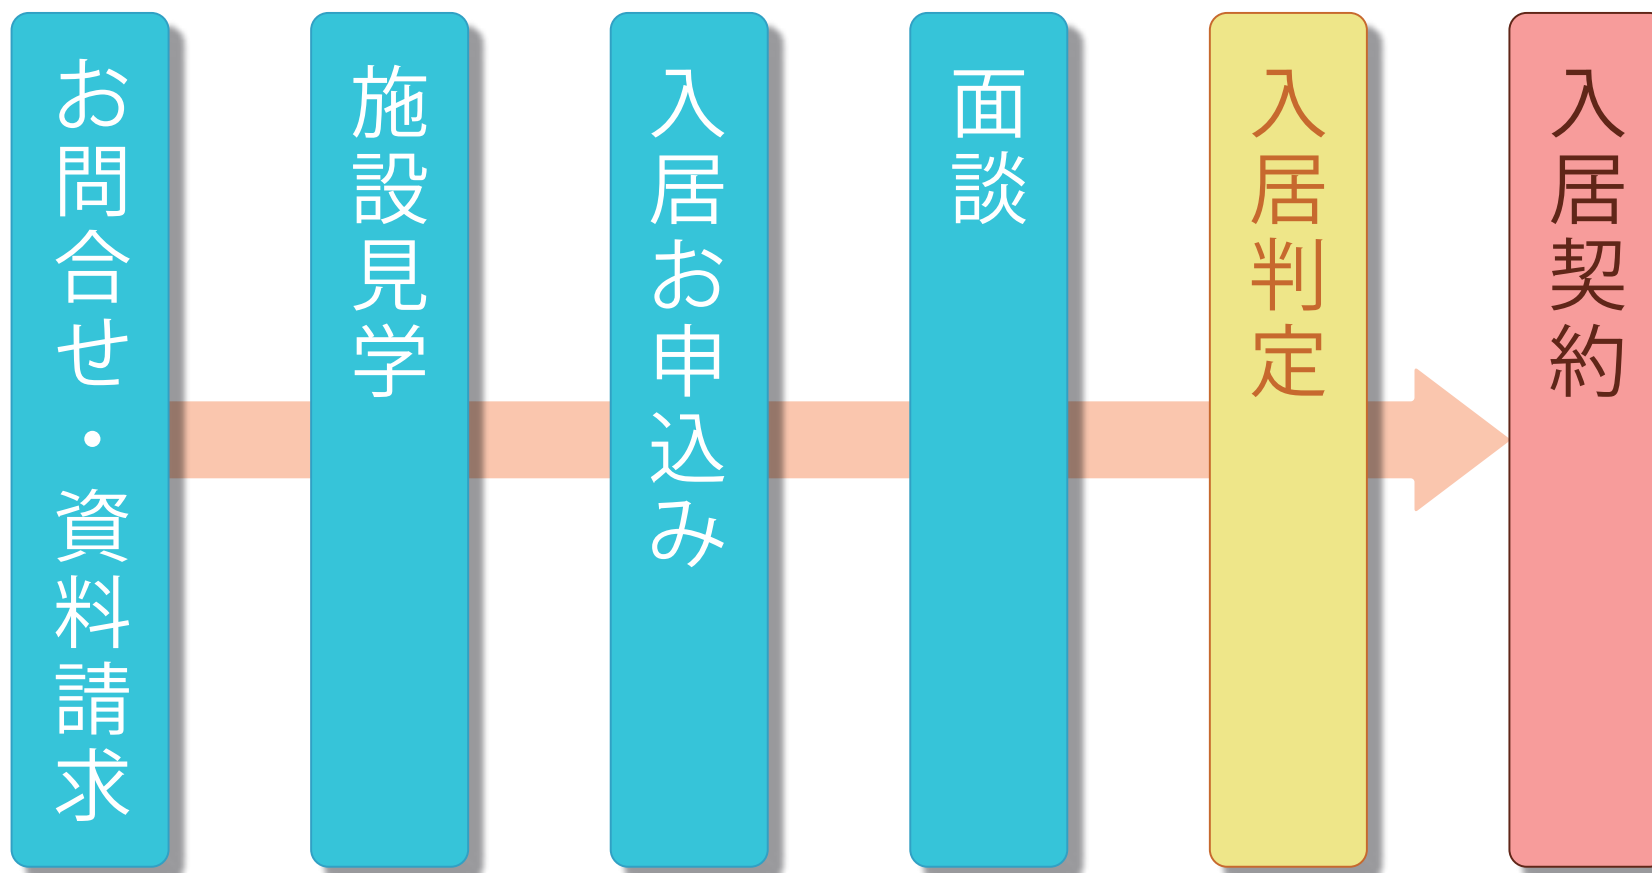 お問合せ・資料請求
施設見学
入居お申込み
面談
入居判定
入居契約